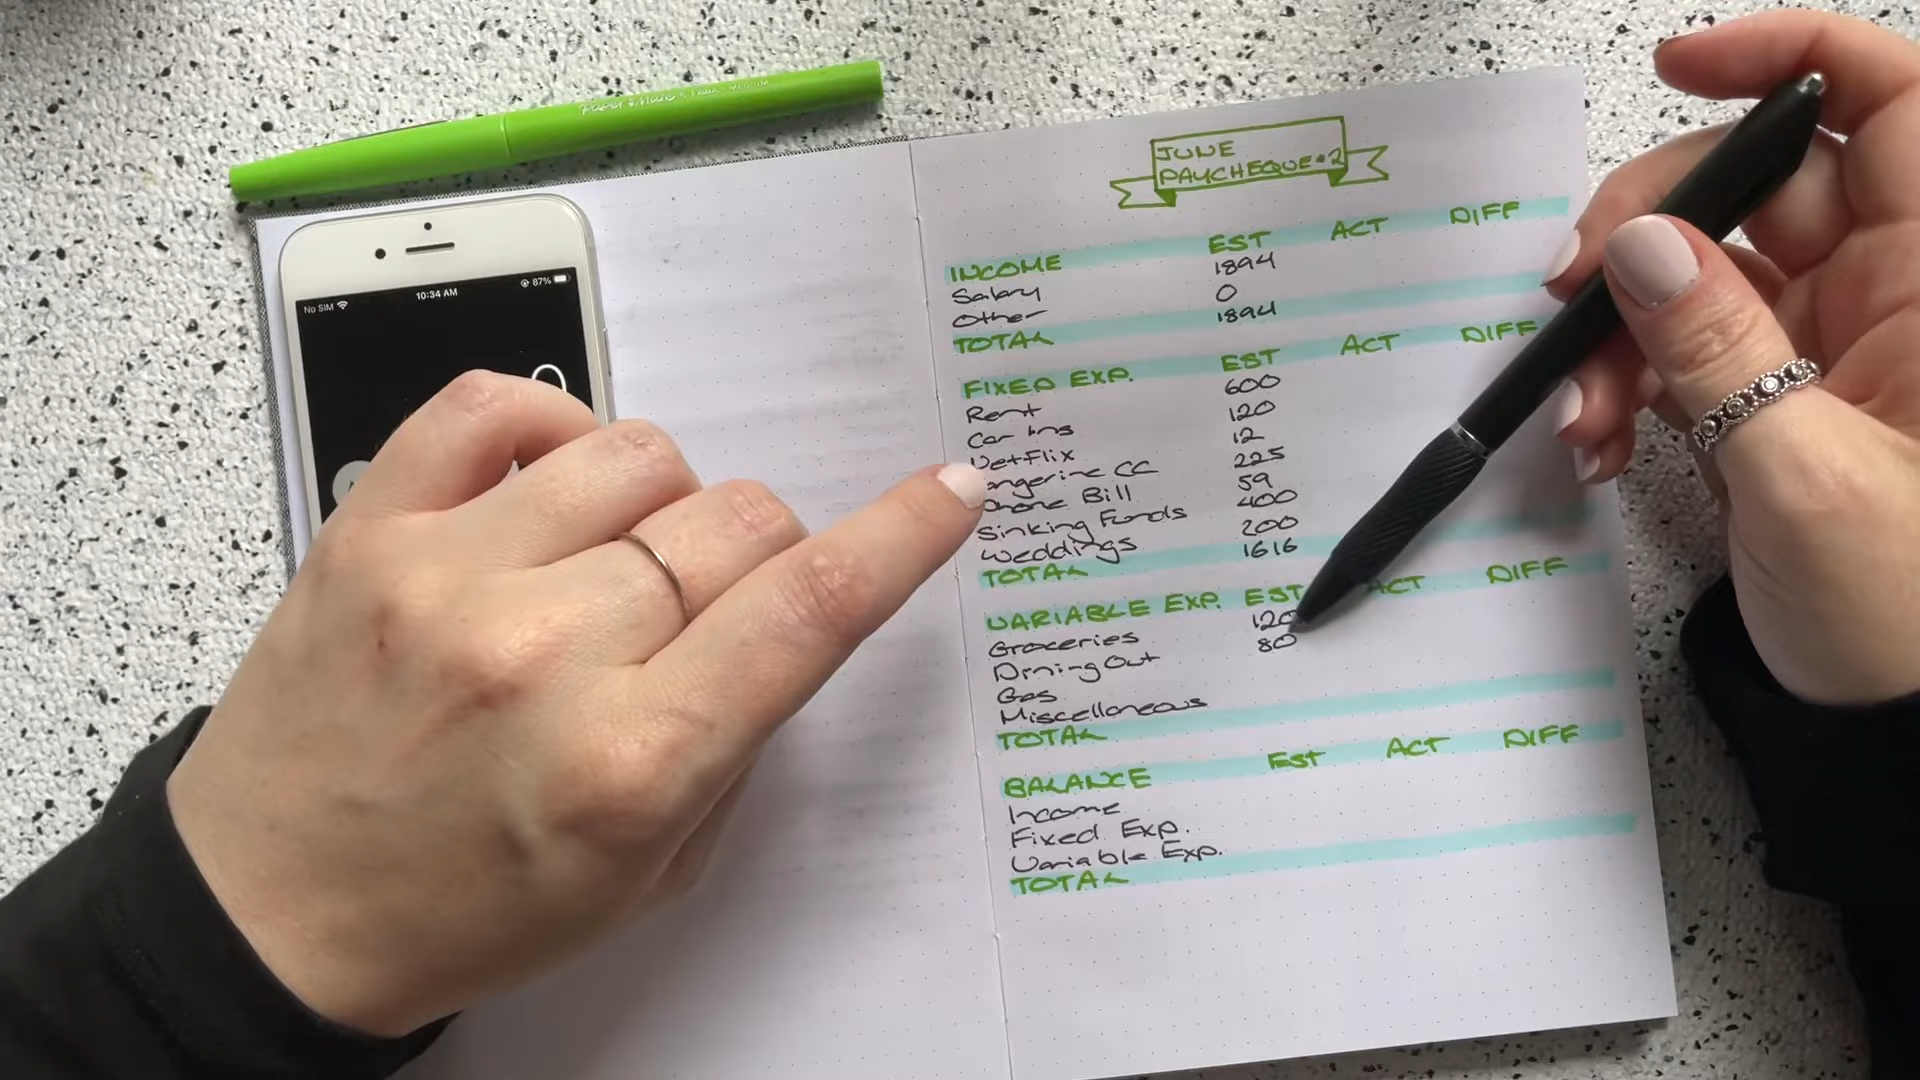 Paper Mate
No SIM 10:34 AM 87%
JUNE
PAYCHEQUE #2
INCOME EST ACT DIFF
Salary 1894
Other 0
TOTAL 1894
FIXED EXP. EST ACT DIFF
Rent 600
Car Ins 120
Netflix 12
angerine CC 225
Phone Bill 59
Sinking Funds 400
Weddings 200
TOTAL 1616
VARIABLE EXP. EST ACT DIFF
Groceries 120
Dining Out 80
Gas
Miscellaneous
TOTAL
BALANCE EST ACT DIFF
Income
Fixed Exp.
Variable Exp.
TOTAL